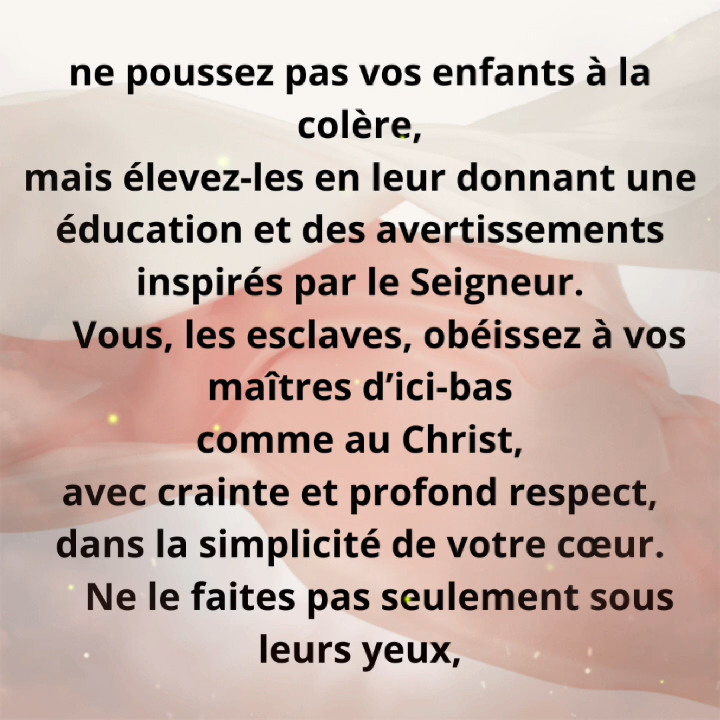 ne poussez pas vos enfants à la
colère,
mais élevez-les en leur donnant une
éducation et des avertissements
inspirés par le Seigneur.
Vous, les esclaves, obéissez à vos
maîtres d’ici-bas
comme au Christ,
avec crainte et profond respect,
dans la simplicité de votre cœur.
Ne le faites pas seulement sous
leurs yeux,